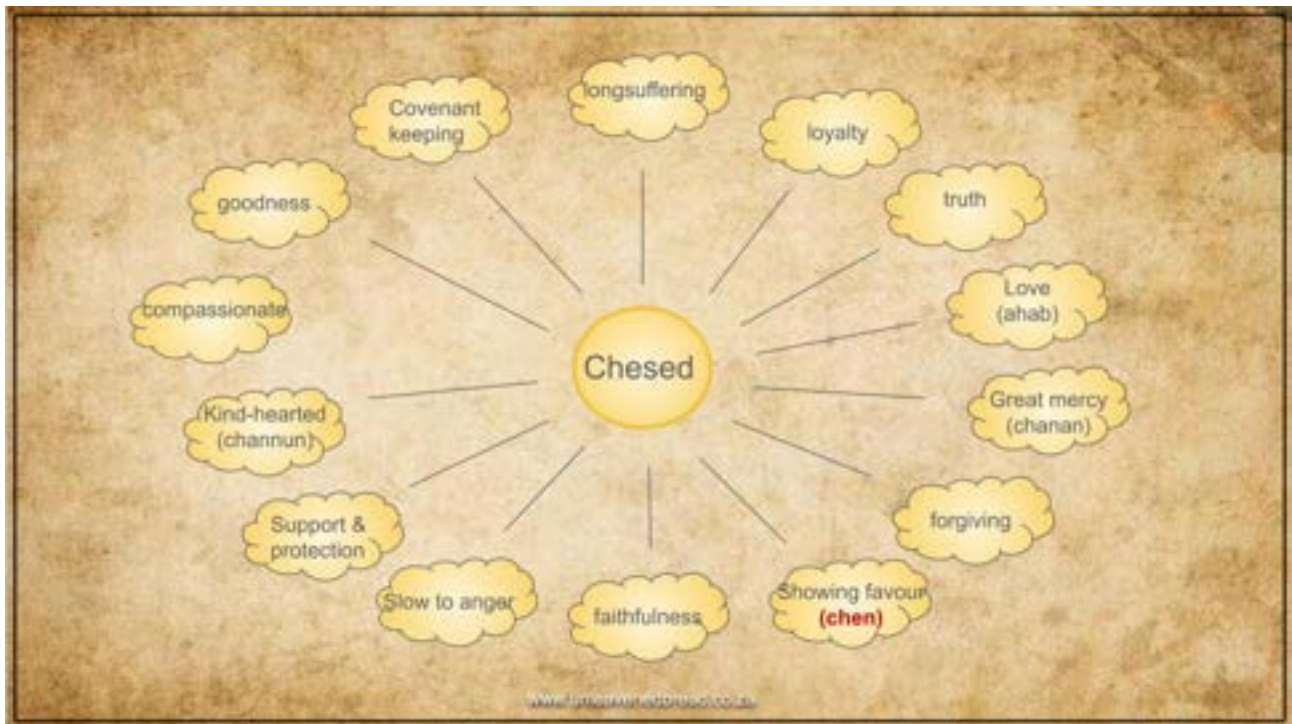 longsuffering
Covenant
keeping
loyalty
goodness
truth
compassionate
Love
(ahab)
Chesed
Kind-hearted
(channun)
Great mercy
(chanan)
Support &
protection
forgiving
Slow to anger
faithfulness
Showing favour
(chen)